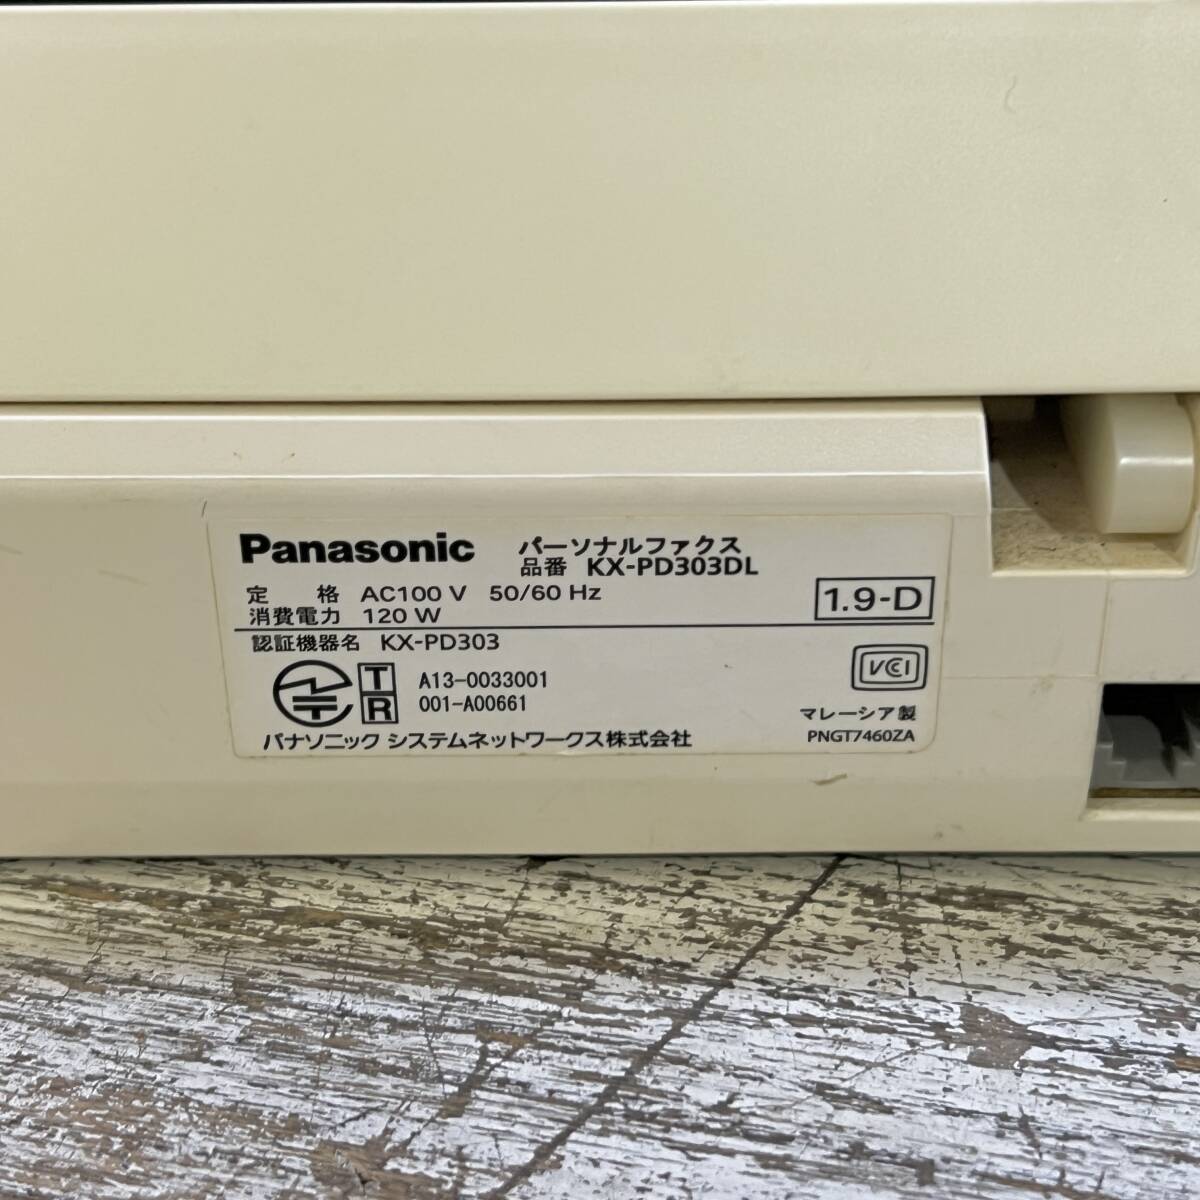 Panasonic パーソナルファクス
品番 KX-PD303DL
定 格 AC100 V 50/60 Hz
消費電力 120 W
1.9-D
認証機器名 KX-PD303
T A13-0033001
R 001-A00661
VCCI
マレーシア製
パナソニック システムネットワークス株式会社
PNGT7460ZA